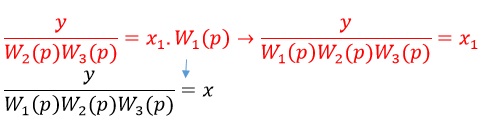 y / W₂(p)W₃(p) = x₁.W₁(p) → y / W₁(p)W₂(p)W₃(p) = x₁
y / W₁(p)W₂(p)W₃(p) = x